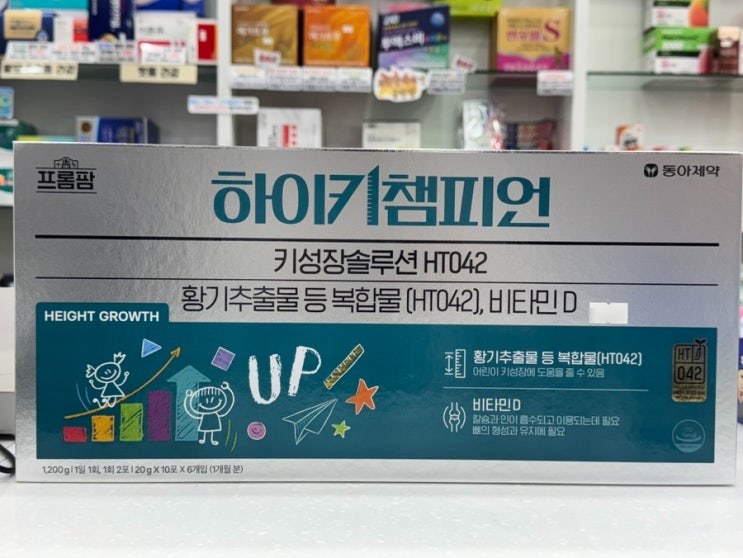 프롬팜
하이키챔피언
동아제약
키성장솔루션 HT042
황기추출물 등 복합물 (HT042), 비타민 D
HEIGHT GROWTH
UP!
황기추출물 등 복합물(HT042)
어린이 키성장에 도움을 줄 수 있음
비타민 D
칼슘과 인이 흡수되고 이용되는데 필요
뼈의 형성과 유지에 필요
HT
042
1,200g | 1일 1회, 1회 2포 | 20g X 10포 X 6개입 (1개월 분)